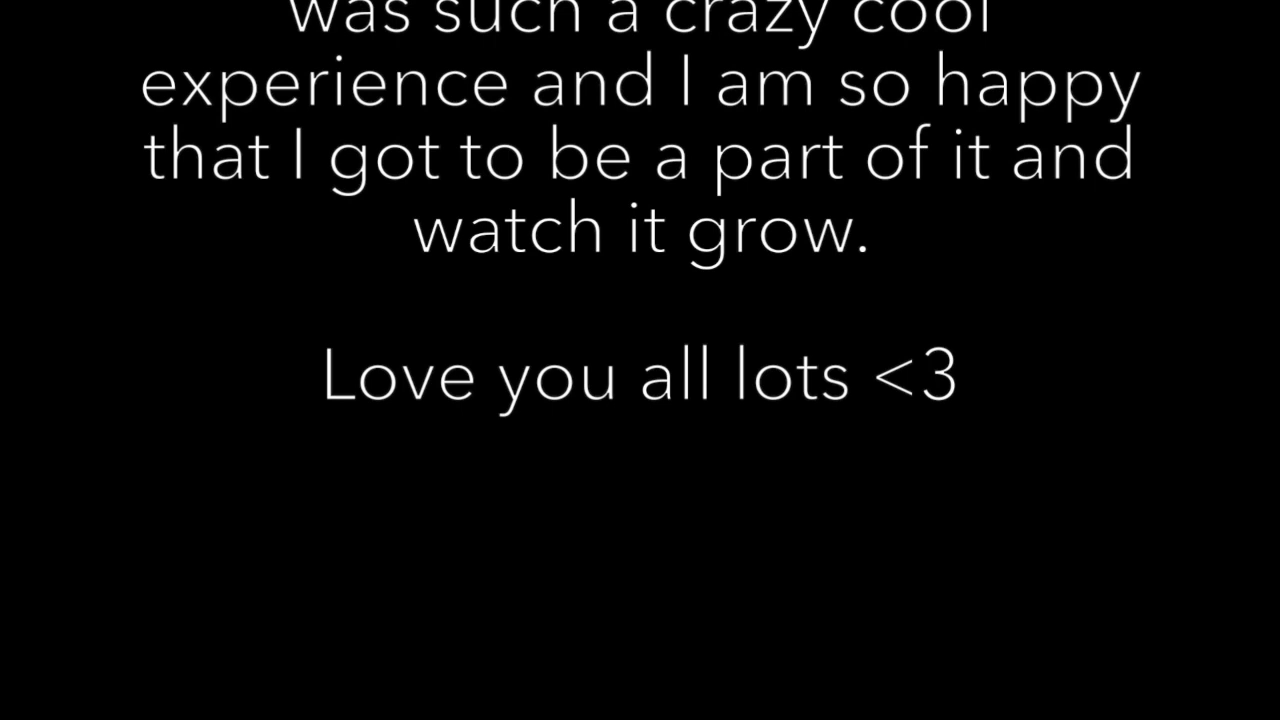 was such a crazy cool
experience and I am so happy
that I got to be a part of it and
watch it grow.
Love you all lots <3